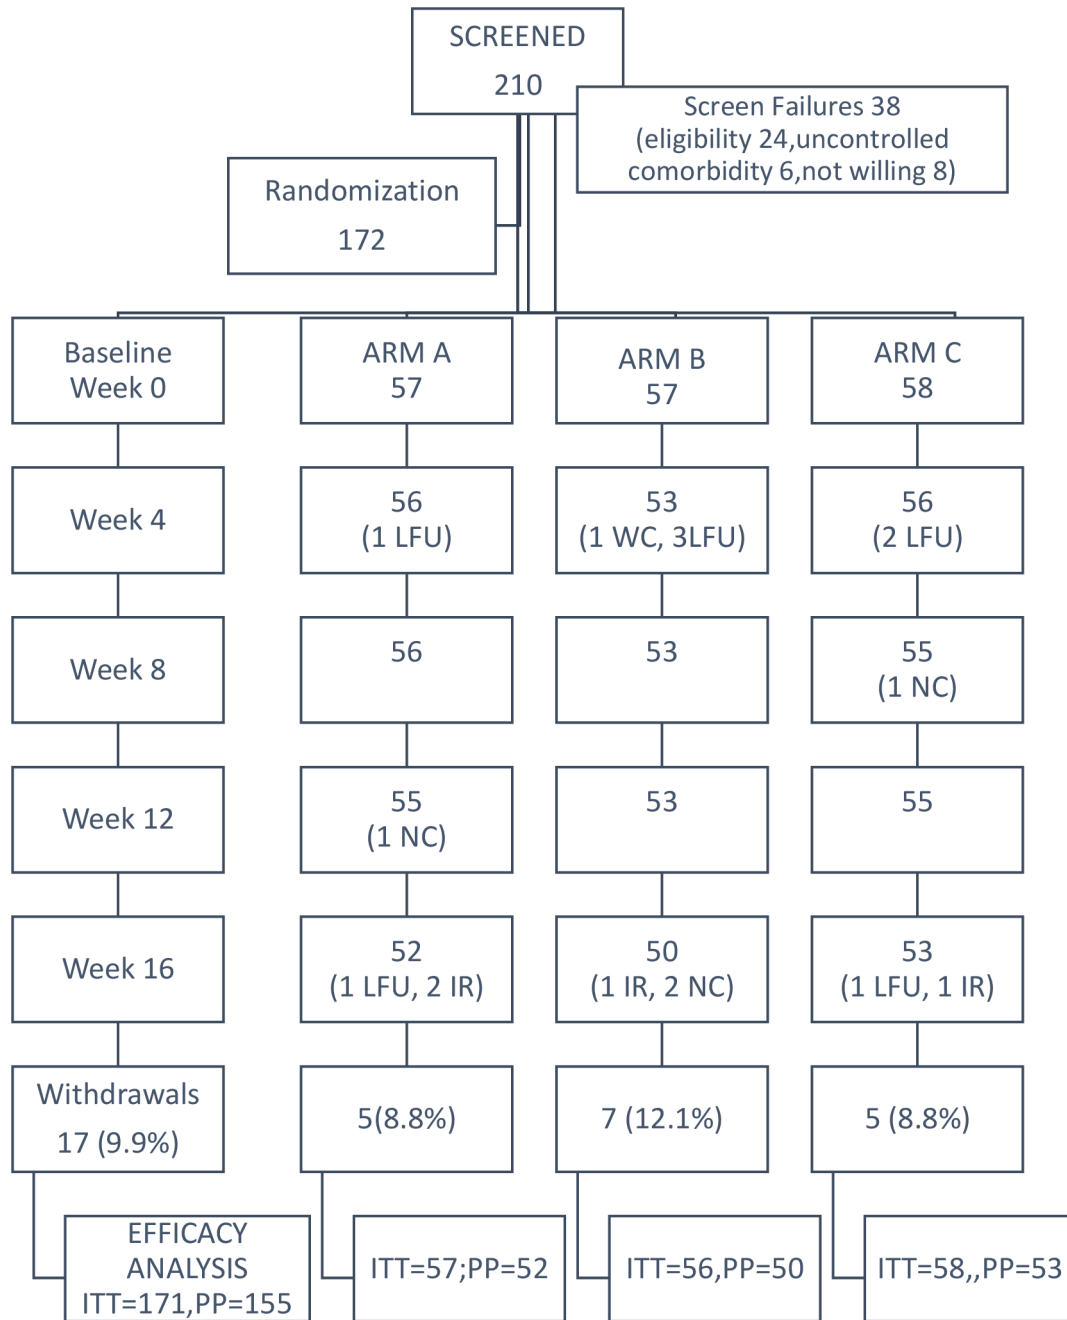 SCREENED
210
Screen Failures 38
(eligibility 24,uncontrolled
comorbidity 6,not willing 8)
Randomization
172
Baseline
Week 0
ARM A
57
ARM B
57
ARM C
58
Week 4
56
(1 LFU)
53
(1 WC, 3LFU)
56
(2 LFU)
Week 8
56
53
55
(1 NC)
Week 12
55
(1 NC)
53
55
Week 16
52
(1 LFU, 2 IR)
50
(1 IR, 2 NC)
53
(1 LFU, 1 IR)
Withdrawals
17 (9.9%)
5(8.8%)
7 (12.1%)
5 (8.8%)
EFFICACY
ANALYSIS
ITT=171,PP=155
ITT=57;PP=52
ITT=56,PP=50
ITT=58,,PP=53